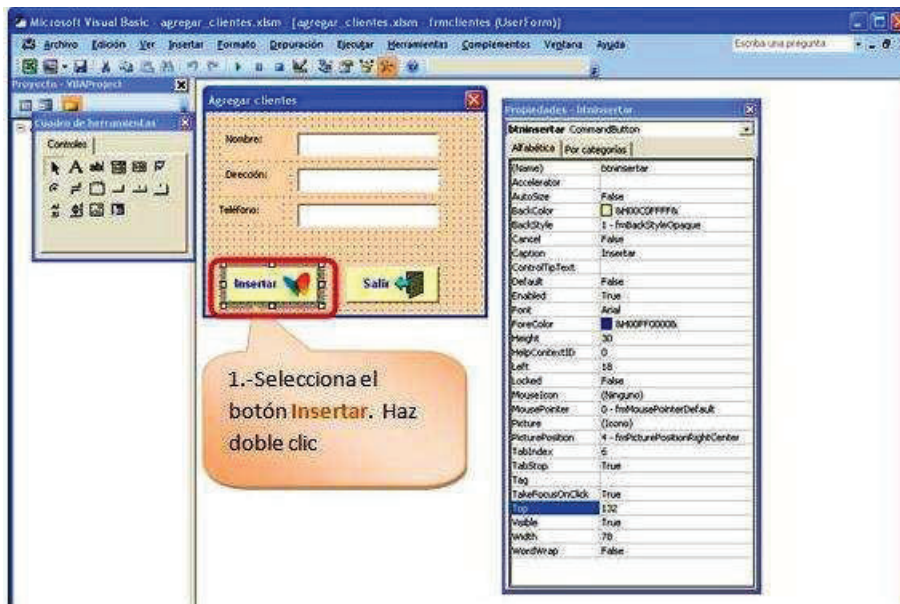 Microsoft Visual Basic - agregar_clientes.xlsm - [agregar_clientes.xlsm - frmclientes (UserForm)]
Archivo Edición Ver Insertar Formato Depuración Ejecutar Herramientas Complementos Ventana Ayuda
Escriba una pregunta
Proyecto - VBAProject
Cuadro de herramientas
Controles
Agregar clientes
Nombre:
Dirección:
Teléfono:
Insertar
Salir
1.-Selecciona el
botón Insertar. Haz
doble clic
Propiedades - btninsertar
btninsertar CommandButton
Alfabética Por categorías
(Name) btninsertar
Accelerator
AutoSize False
BackColor &H00C0FFFF&
BackStyle 1 - fmBackStyleOpaque
Cancel False
Caption Insertar
ControlTipText
Default False
Enabled True
Font Arial
ForeColor &H00FF0000&
Height 30
HelpContextID 0
Left 18
Locked False
MouseIcon (Ninguno)
MousePointer 0 - fmMousePointerDefault
Picture (Icono)
PicturePosition 4 - fmPicturePositionRightCenter
TabIndex 6
TabStop True
Tag
TakeFocusOnClick True
Top 132
Visible True
Width 78
WordWrap False